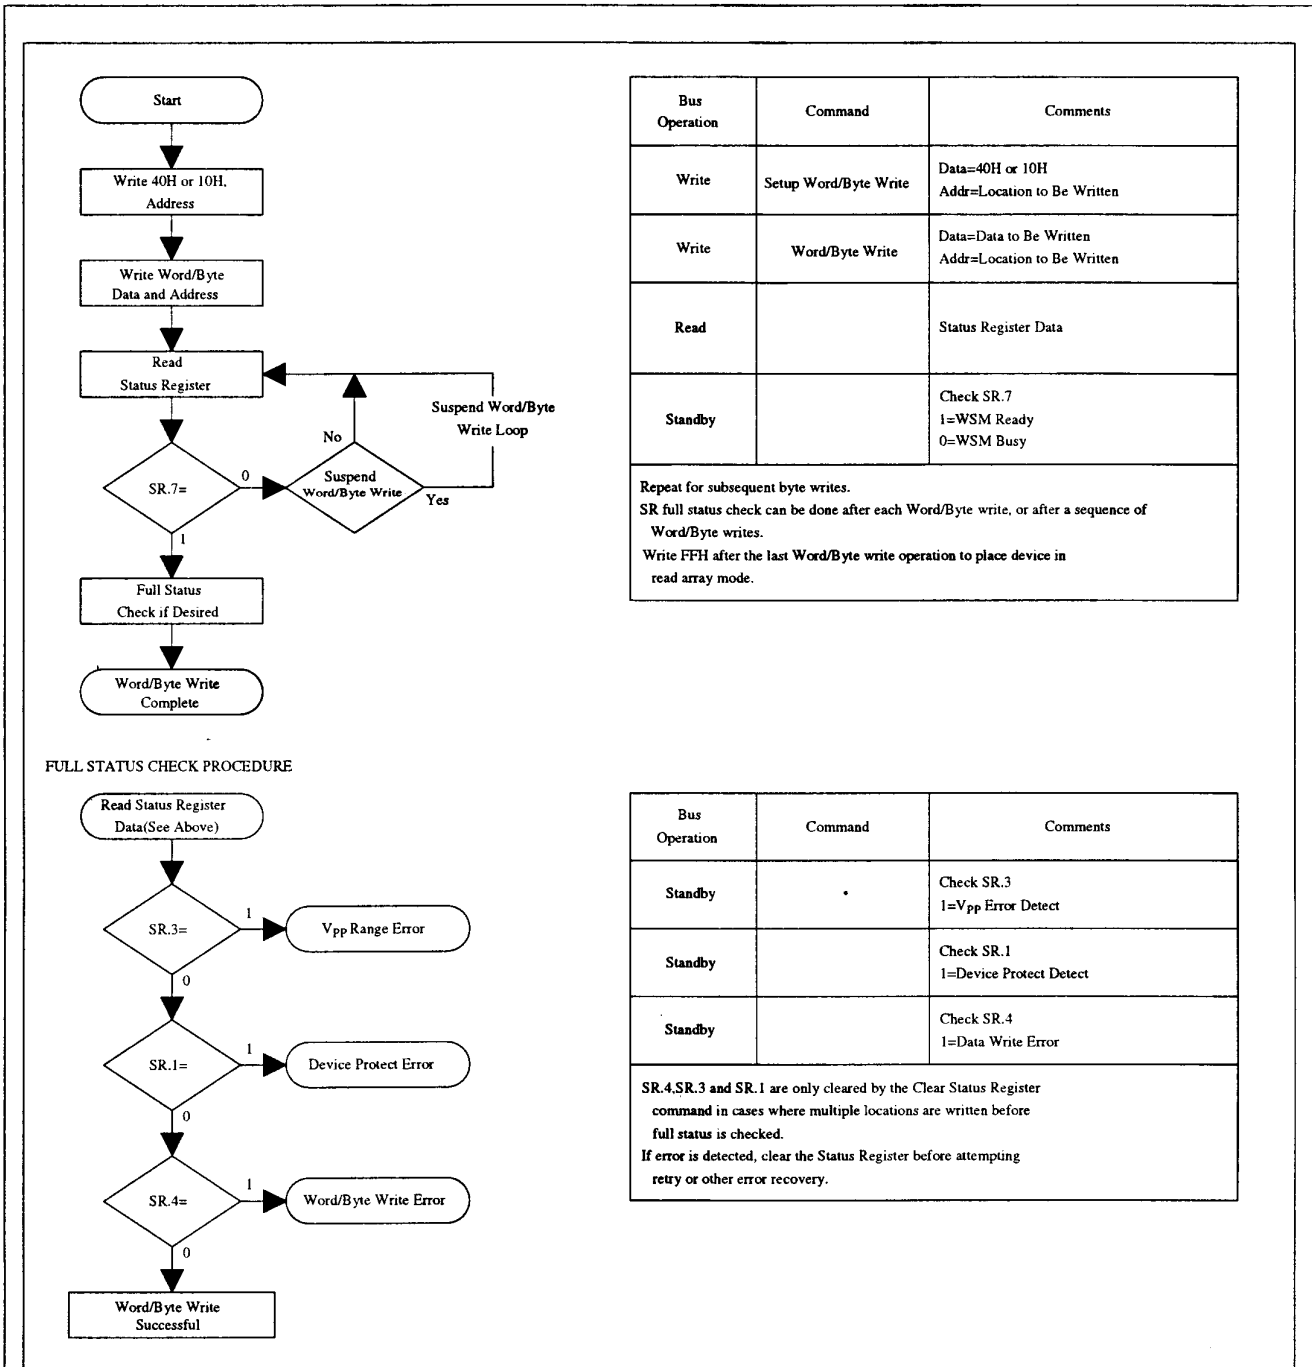 Start
Write 40H or 10H,
Address
Write Word/Byte
Data and Address
Read
Status Register
Suspend Word/Byte
Write Loop
No
SR.7=
0
Suspend
Word/Byte Write
Yes
1
Full Status
Check if Desired
Word/Byte Write
Complete
Bus
Operation
Command
Comments
Write
Setup Word/Byte Write
Data=40H or 10H
Addr=Location to Be Written
Write
Word/Byte Write
Data=Data to Be Written
Addr=Location to Be Written
Read
Status Register Data
Standby
Check SR.7
1=WSM Ready
0=WSM Busy
Repeat for subsequent byte writes.
SR full status check can be done after each Word/Byte write, or after a sequence of
Word/Byte writes.
Write FFH after the last Word/Byte write operation to place device in
read array mode.
FULL STATUS CHECK PROCEDURE
Read Status Register
Data(See Above)
SR.3=
1
VPP Range Error
0
SR.1=
1
Device Protect Error
0
SR.4=
1
Word/Byte Write Error
0
Word/Byte Write
Successful
Bus
Operation
Command
Comments
Standby
Check SR.3
1=VPP Error Detect
Standby
Check SR.1
1=Device Protect Detect
Standby
Check SR.4
1=Data Write Error
SR.4,SR.3 and SR.1 are only cleared by the Clear Status Register
command in cases where multiple locations are written before
full status is checked.
If error is detected, clear the Status Register before attempting
retry or other error recovery.